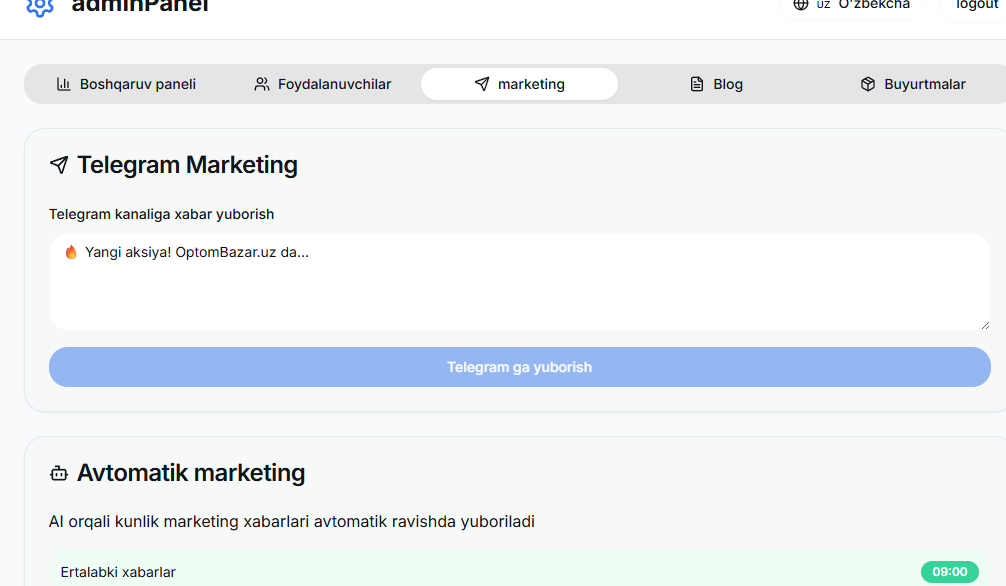 adminPanel
uz O'zbekcha
logout
Boshqaruv paneli
Foydalanuvchilar
marketing
Blog
Buyurtmalar
Telegram Marketing
Telegram kanaliga xabar yuborish
🔥 Yangi aksiya! OptomBazar.uz da...
Telegram ga yuborish
Avtomatik marketing
AI orqali kunlik marketing xabarlari avtomatik ravishda yuboriladi
Ertalabki xabarlar
09:00